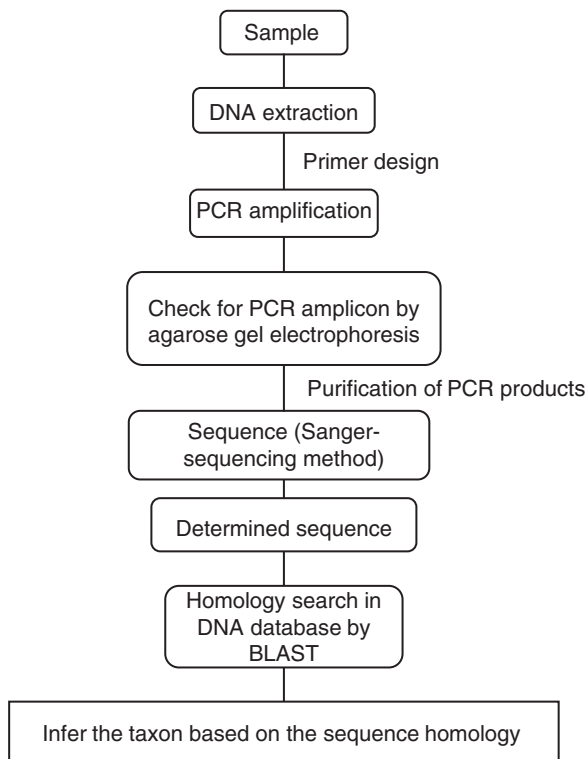 Sample
DNA extraction
Primer design
PCR amplification
Check for PCR amplicon by
agarose gel electrophoresis
Purification of PCR products
Sequence (Sanger-
sequencing method)
Determined sequence
Homology search in
DNA database by
BLAST
Infer the taxon based on the sequence homology